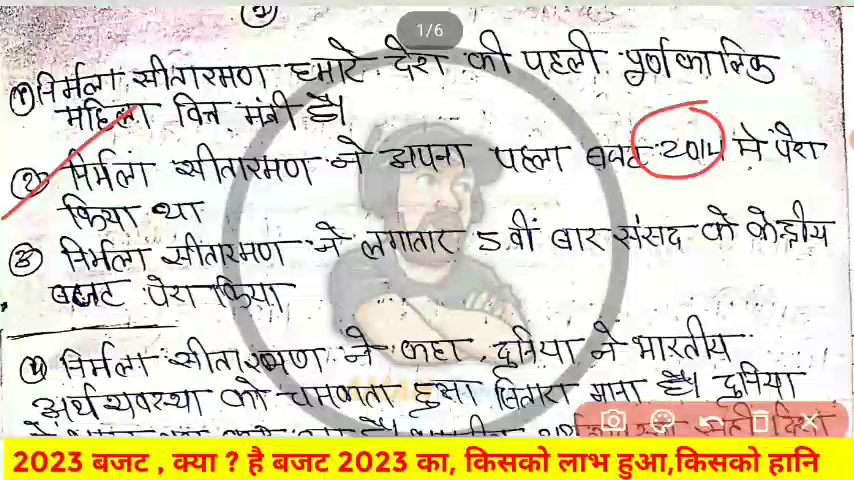 ②
1/6
① निर्मला सीतारमण हमारे देश की पहली पूर्णकालिक
महिला वित्त मंत्री है।
② निर्मला सीतारमण ने अपना पहला बजट 2014 मे पेश
किया था
③ निर्मला सीतारमण ने लगातार 5 वीं बार संसद को केन्द्रीय
बजट पेश किया
④ निर्मला सीतारमण ने कहा, दुनिया ने भारतीय
अर्थव्यवस्था को चमकता हुआ सितारा माना है। दुनिया
2023 बजट , क्या ? है बजट 2023 का, किसको लाभ हुआ,किसको हानि